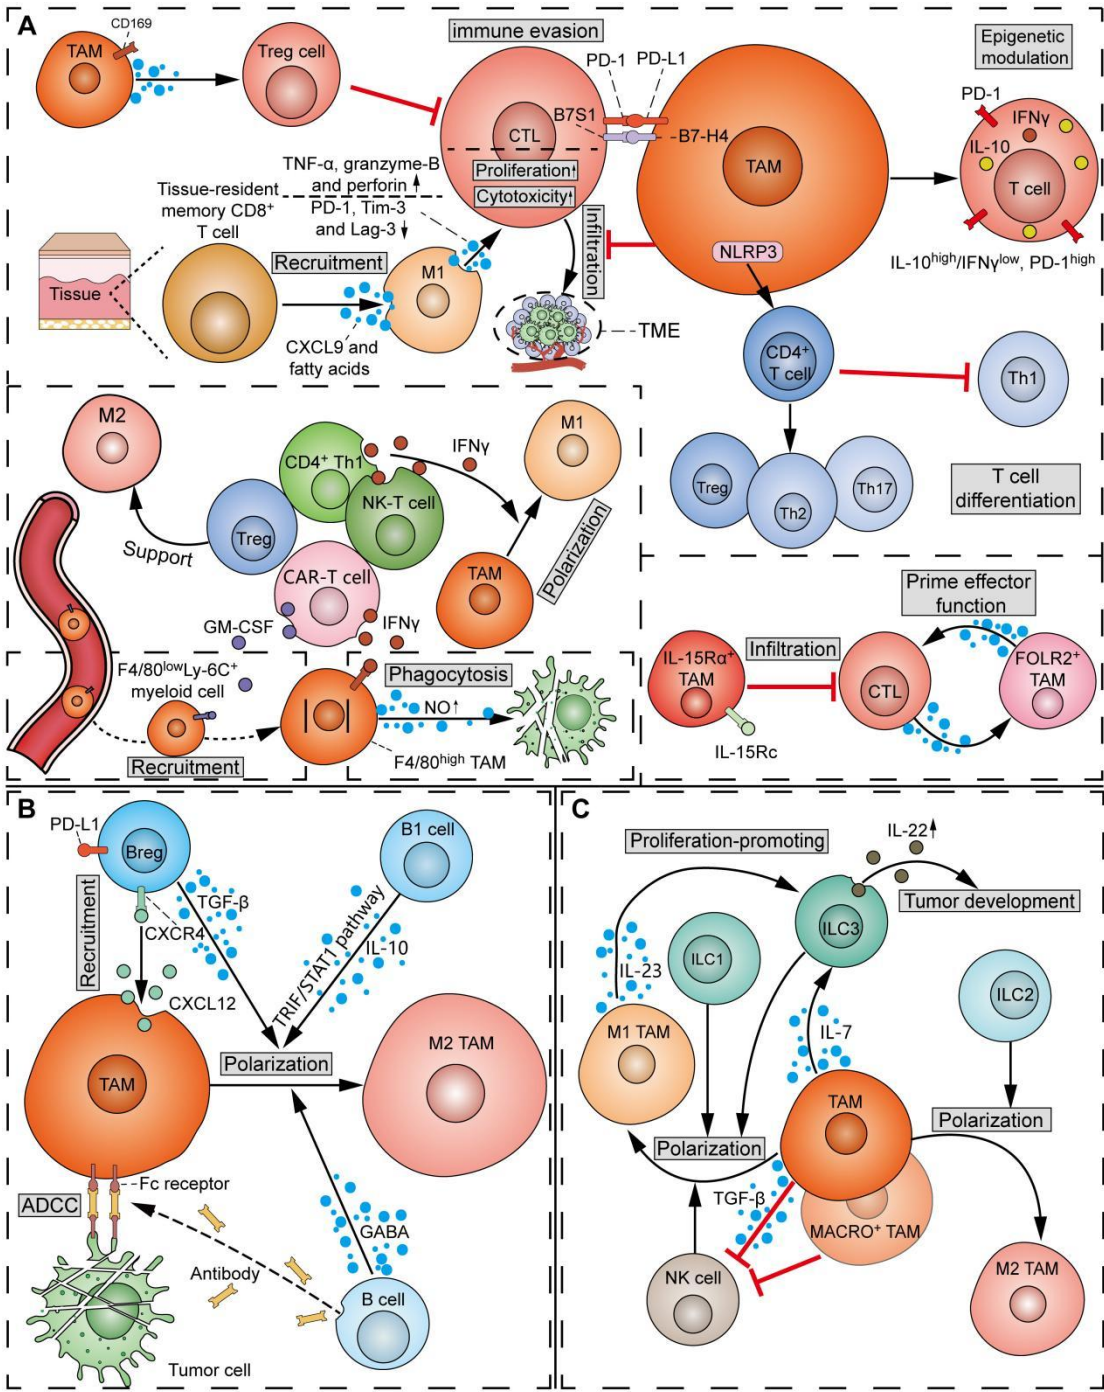 A
TAM
CD169
Treg cell
immune evasion
PD-1
PD-L1
B7S1
B7-H4
CTL
Proliferation↑
Cytotoxicity↑
TAM
NLRP3
Epigenetic
modulation
PD-1
IFNγ
IL-10
T cell
IL-10high/IFNγlow, PD-1high
TNF-α, granzyme-B
and perforin ↑
PD-1, Tim-3
and Lag-3 ↓
Tissue-resident
memory CD8+
T cell
Tissue
Recruitment
M1
CXCL9 and
fatty acids
Infiltration
TME
CD4+
T cell
Th1
Treg
Th2
Th17
T cell
differentiation
M2
Support
Treg
CD4+ Th1
NK-T cell
CAR-T cell
IFNγ
M1
Polarization
TAM
GM-CSF
IFNγ
F4/80lowLy-6C+
myeloid cell
Recruitment
Phagocytosis
NO↑
F4/80high TAM
Prime effector
function
IL-15Rα+
TAM
Infiltration
CTL
FOLR2+
TAM
IL-15Rc
B
PD-L1
Breg
B1 cell
Recruitment
TGF-β
CXCR4
TRIF/STAT1 pathway
IL-10
CXCL12
TAM
Polarization
M2 TAM
Fc receptor
ADCC
GABA
Antibody
B cell
Tumor cell
C
IL-22↑
Proliferation-promoting
Tumor development
ILC3
ILC1
IL-23
ILC2
M1 TAM
IL-7
TAM
Polarization
Polarization
TGF-β
MACRO+ TAM
NK cell
M2 TAM